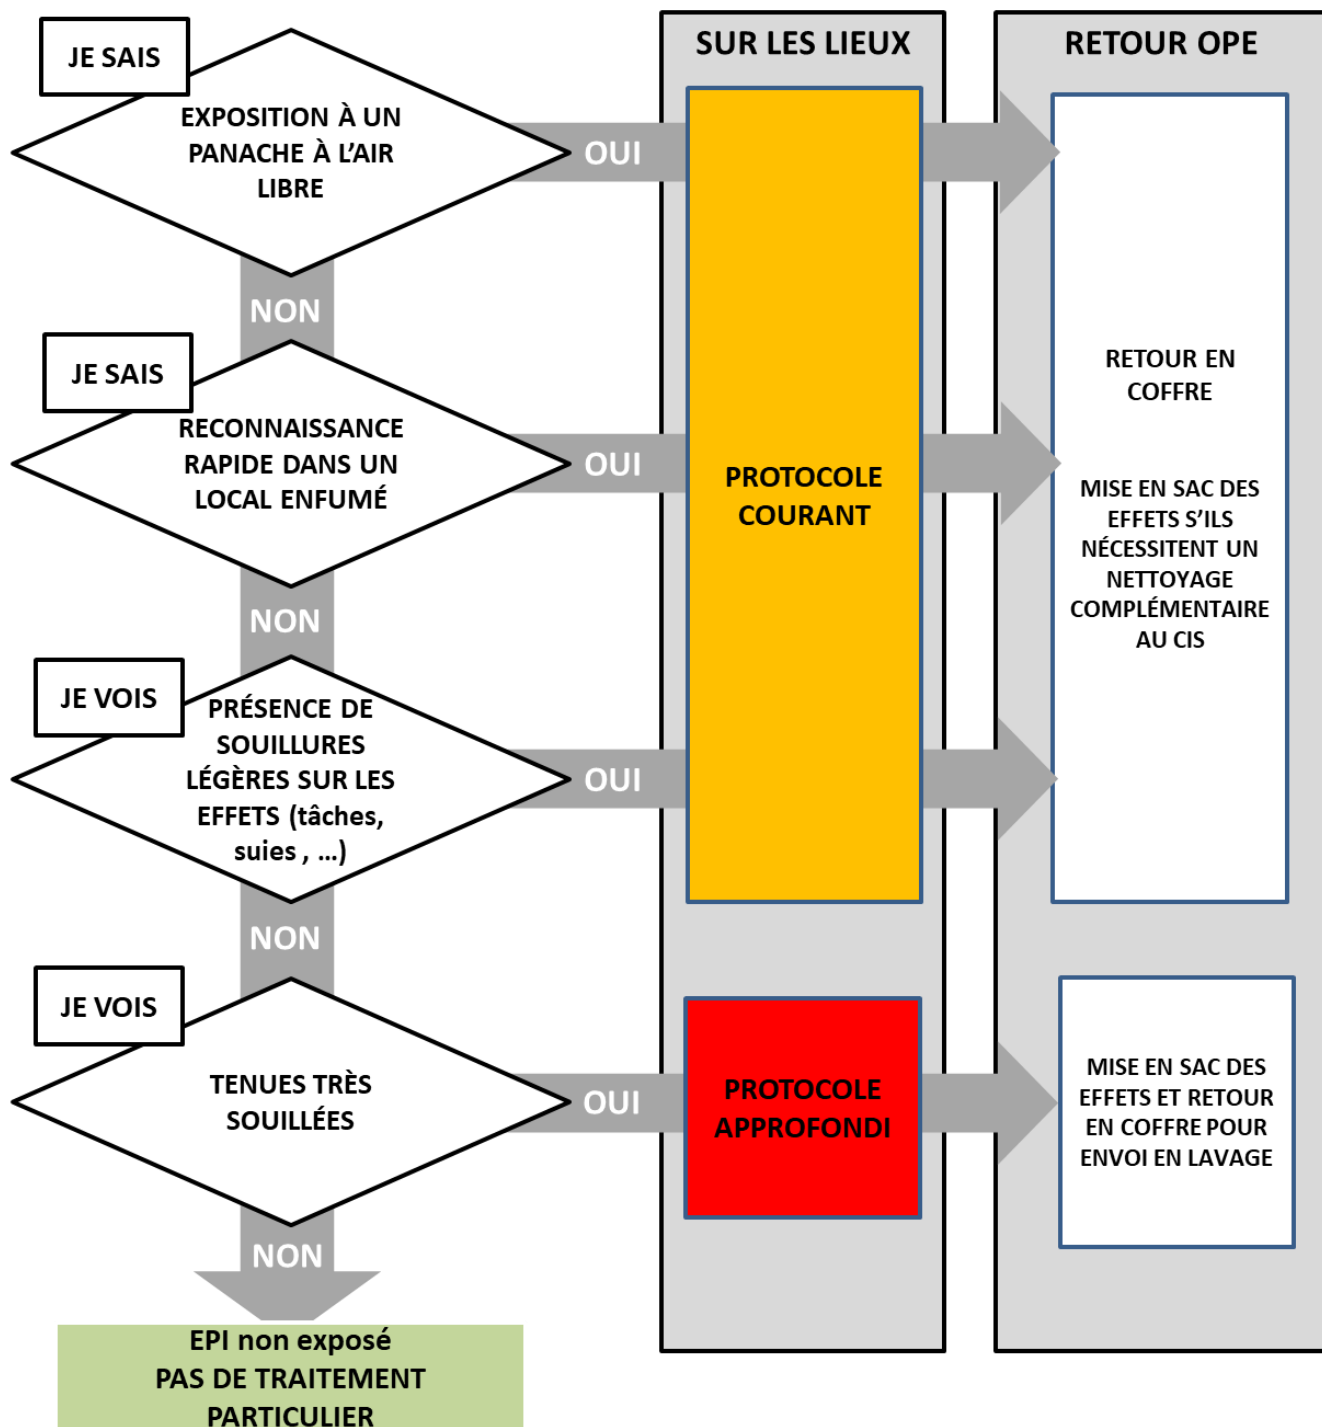 JE SAIS
EXPOSITION À UN
PANACHE À L'AIR
LIBRE
OUI
NON
JE SAIS
RECONNAISSANCE
RAPIDE DANS UN
LOCAL ENFUMÉ
OUI
NON
JE VOIS
PRÉSENCE DE
SOUILLURES
LÉGÈRES SUR LES
EFFETS (tâches,
suies , ...)
OUI
NON
JE VOIS
TENUES TRÈS
SOUILLÉES
OUI
NON
EPI non exposé
PAS DE TRAITEMENT
PARTICULIER
SUR LES LIEUX
PROTOCOLE
COURANT
PROTOCOLE
APPROFONDI
RETOUR OPE
RETOUR EN
COFFRE
MISE EN SAC DES
EFFETS S'ILS
NÉCESSITENT UN
NETTOYAGE
COMPLÉMENTAIRE
AU CIS
MISE EN SAC DES
EFFETS ET RETOUR
EN COFFRE POUR
ENVOI EN LAVAGE